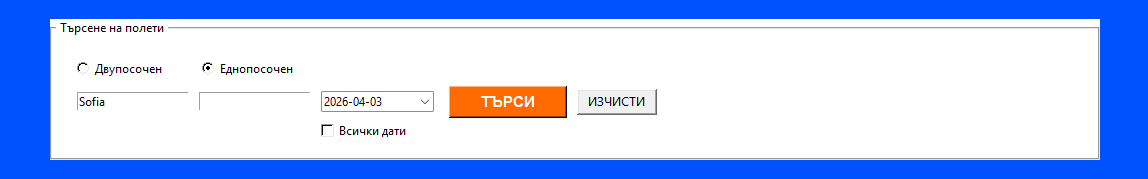 Търсене на полети
Двупосочен Еднопосочен
Sofia 2026-04-03 ТЪРСИ ИЗЧИСТИ
Всички дати